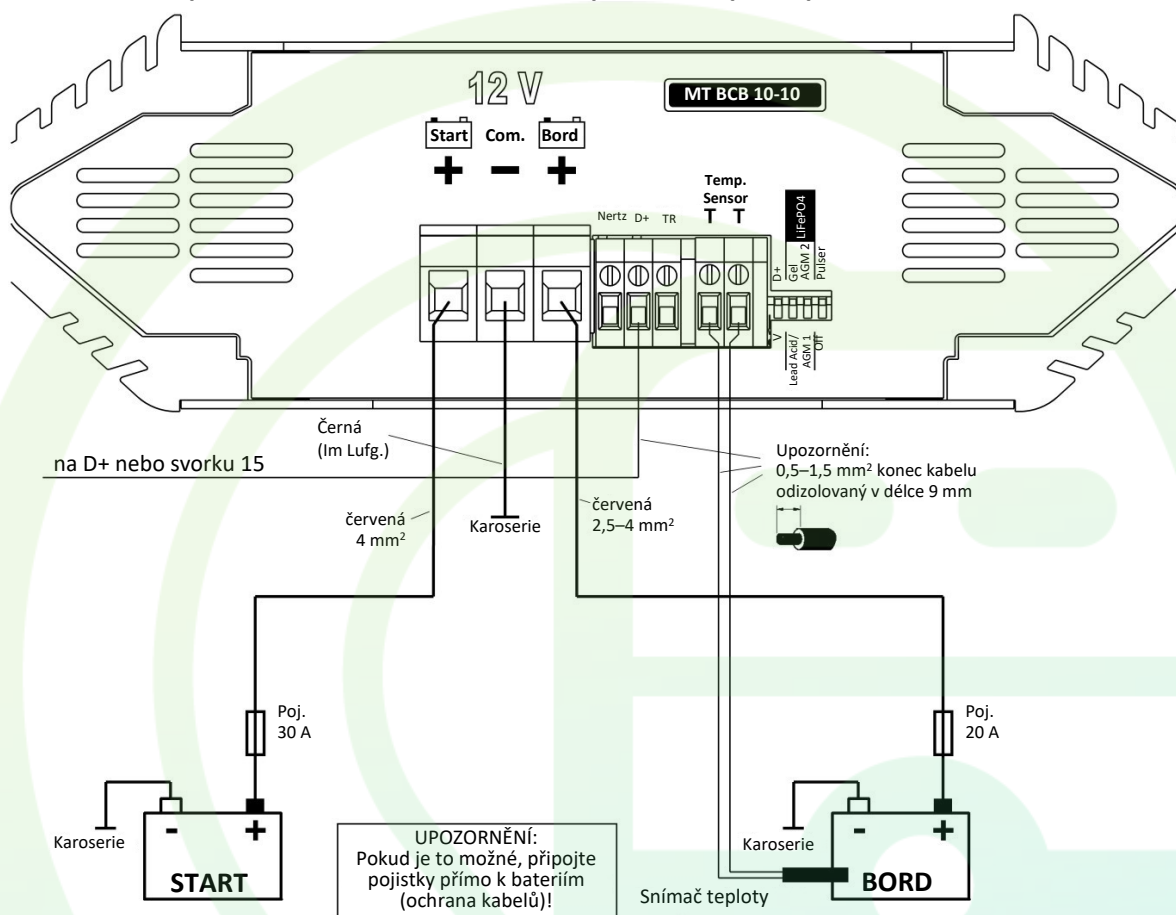 12 V
MT BCB 10-10
Start Com. Bord
+ − +
Temp.
Sensor
Nertz D+ TR T T
D+
Gel
AGM 2
LiFePO4
Pulser
V
Lead Acid/
AGM 1
Off
Černá
(Im Lufg.)
na D+ nebo svorku 15
Upozornění:
0,5–1,5 mm² konec kabelu
odizolovaný v délce 9 mm
červená
4 mm²
Karoserie
červená
2,5–4 mm²
Poj.
30 A
Poj.
20 A
Karoserie
- +
START
UPOZORNĚNÍ:
Pokud je to možné, připojte
pojistky přímo k bateriím
(ochrana kabelů)!
Snímač teploty
Karoserie
- +
BORD